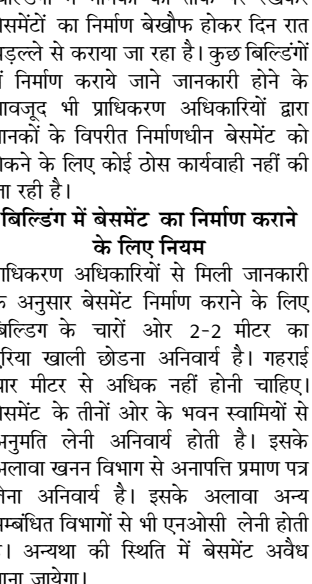 समेंटों का निर्माण बेखौफ होकर दिन रात
ड़ल्ले से कराया जा रहा है। कुछ बिल्डिंगों
में निर्माण कराये जाने जानकारी होने के
बावजूद भी प्राधिकरण अधिकारियों द्वारा
मानकों के विपरीत निर्माणधीन बेसमेंट को
रोकने के लिए कोई ठोस कार्यवाही नहीं की
जा रही है।
बिल्डिंग में बेसमेंट का निर्माण कराने
के लिए नियम
प्राधिकरण अधिकारियों से मिली जानकारी
के अनुसार बेसमेंट निर्माण कराने के लिए
बिल्डिग के चारों ओर 2-2 मीटर का
एरिया खाली छोडना अनिवार्य है। गहराई
चार मीटर से अधिक नहीं होनी चाहिए।
बेसमेंट के तीनों ओर के भवन स्वामियों से
अनुमति लेनी अनिवार्य होती है। इसके
अलावा खनन विभाग से अनापत्ति प्रमाण पत्र
लेना अनिवार्य है। इसके अलावा अन्य
सम्बंधित विभागों से भी एनओसी लेनी होती
है। अन्यथा की स्थिति में बेसमेंट अवैध
माना जायेगा।